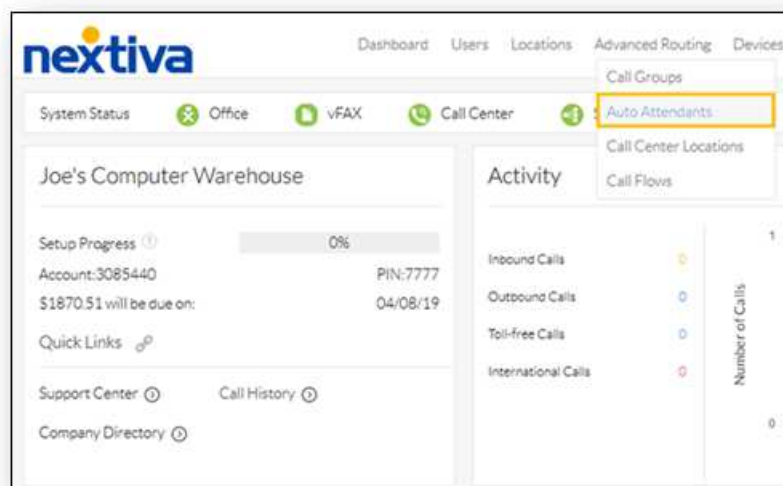 nextiva
Dashboard Users Locations Advanced Routing Devices
Call Groups
Auto Attendants
Call Center Locations
Call Flows
System Status Office vFAX Call Center
Joe's Computer Warehouse
Setup Progress 0%
Account:3085440 PIN:7777
$1870.51 will be due on: 04/08/19
Quick Links
Support Center Call History
Company Directory
Activity
Inbound Calls 0
Outbound Calls 0
Toll-free Calls 0
International Calls 0
Number of Calls
1
0